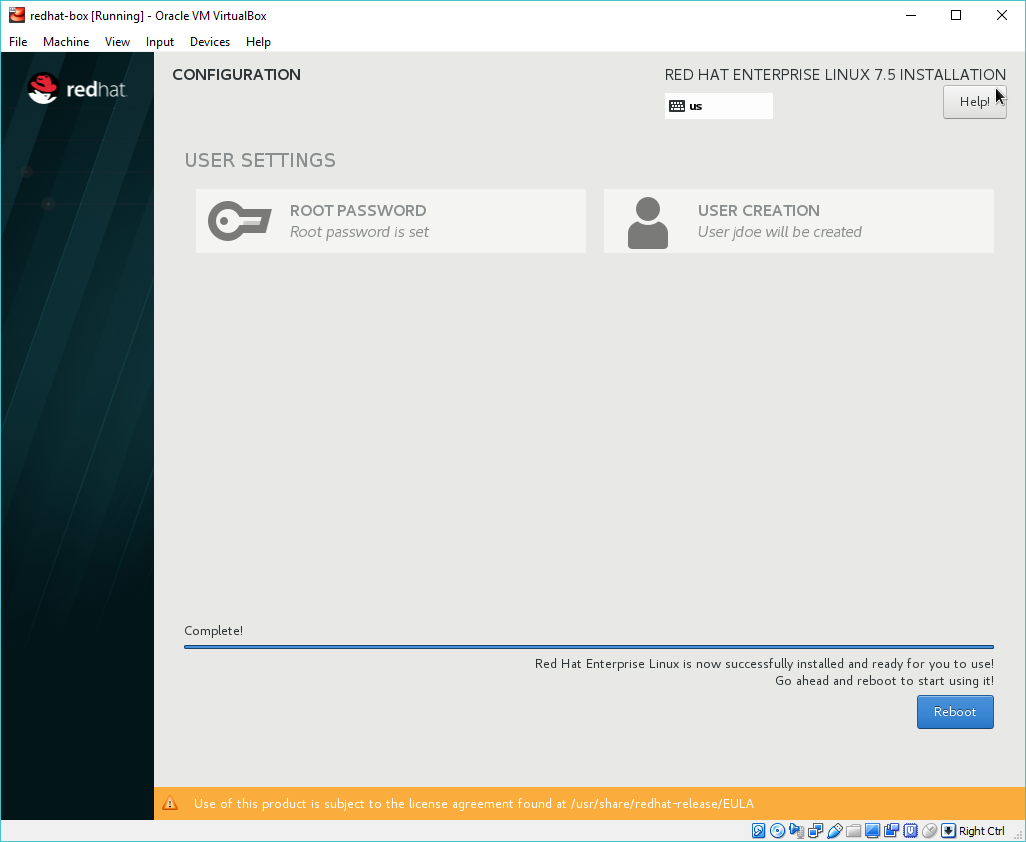 redhat-box [Running] - Oracle VM VirtualBox
File Machine View Input Devices Help
redhat.
CONFIGURATION
RED HAT ENTERPRISE LINUX 7.5 INSTALLATION
us
Help!
USER SETTINGS
ROOT PASSWORD
Root password is set
USER CREATION
User jdoe will be created
Complete!
Red Hat Enterprise Linux is now successfully installed and ready for you to use!
Go ahead and reboot to start using it!
Reboot
Use of this product is subject to the license agreement found at /usr/share/redhat-release/EULA
Right Ctrl